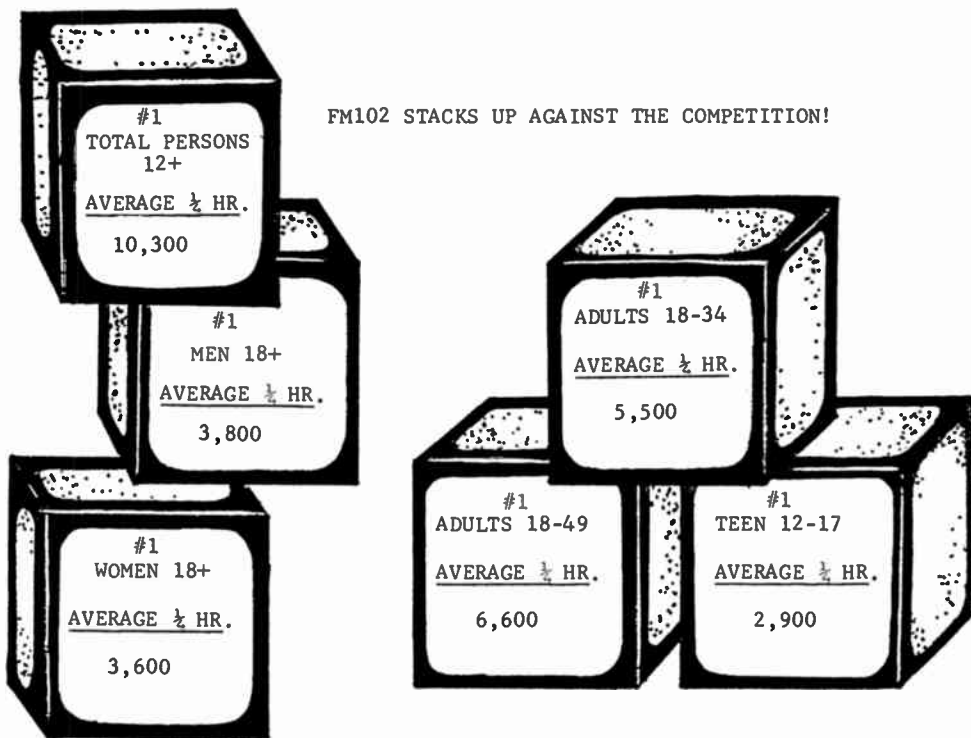 FM102 STACKS UP AGAINST THE COMPETITION!
#1
TOTAL PERSONS
12+
AVERAGE ½ HR.
10,300
#1
MEN 18+
AVERAGE ½ HR.
3,800
#1
WOMEN 18+
AVERAGE ½ HR.
3,600
#1
ADULTS 18-34
AVERAGE ½ HR.
5,500
#1
ADULTS 18-49
AVERAGE ½ HR.
6,600
#1
TEEN 12-17
AVERAGE ½ HR.
2,900